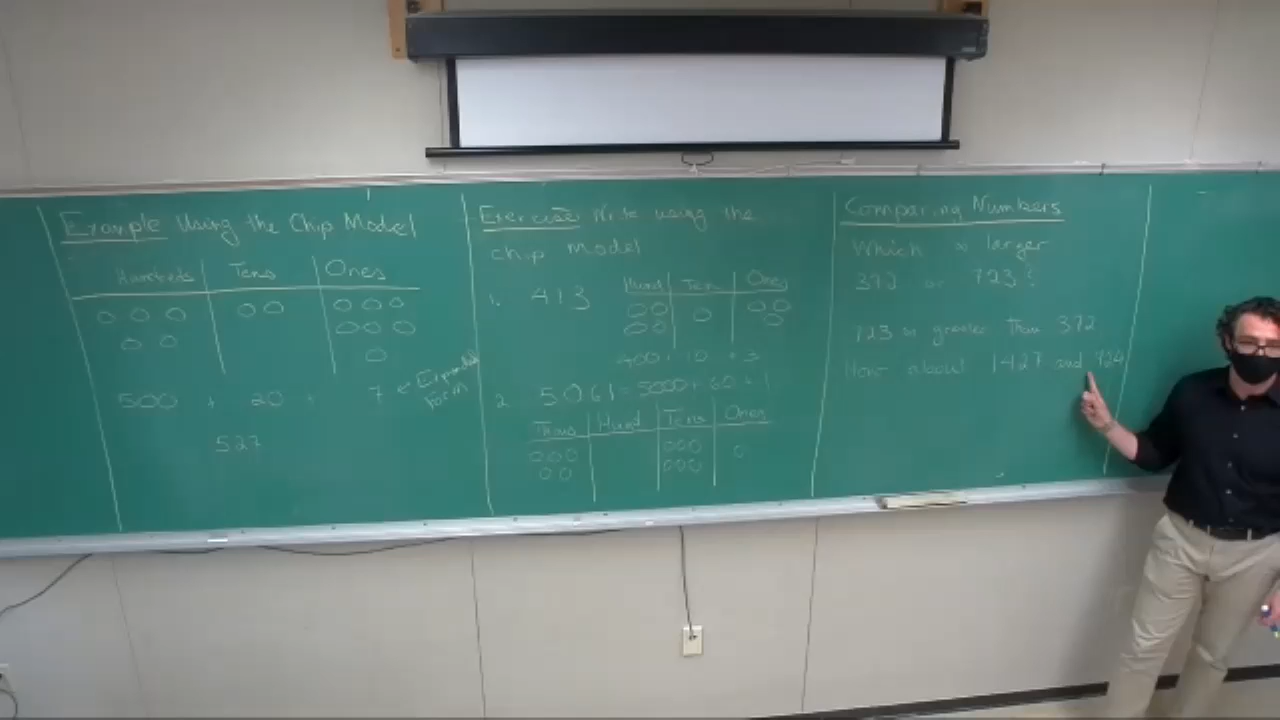 Example Using the Chip Model
Hundreds Tens Ones
500 + 20 + 7 ← Expanded Form
527
Exercise Write using the
chip model
1. 413
Hund Ten Ones
400 + 10 + 3
2. 5061 = 5000 + 60 + 1
Thous Hund Tens Ones
Comparing Numbers
Which is larger
372 or 723?
723 is greater than 372
How about 1427 and